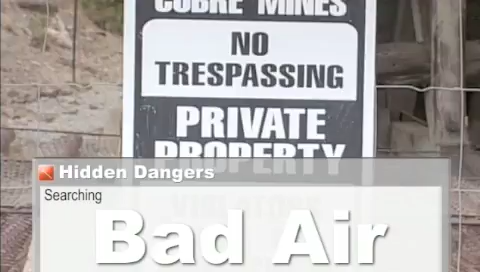 COBRE MINES
NO
TRESPASSING
PRIVATE
PROPERTY
Hidden Dangers
Searching
Bad Air